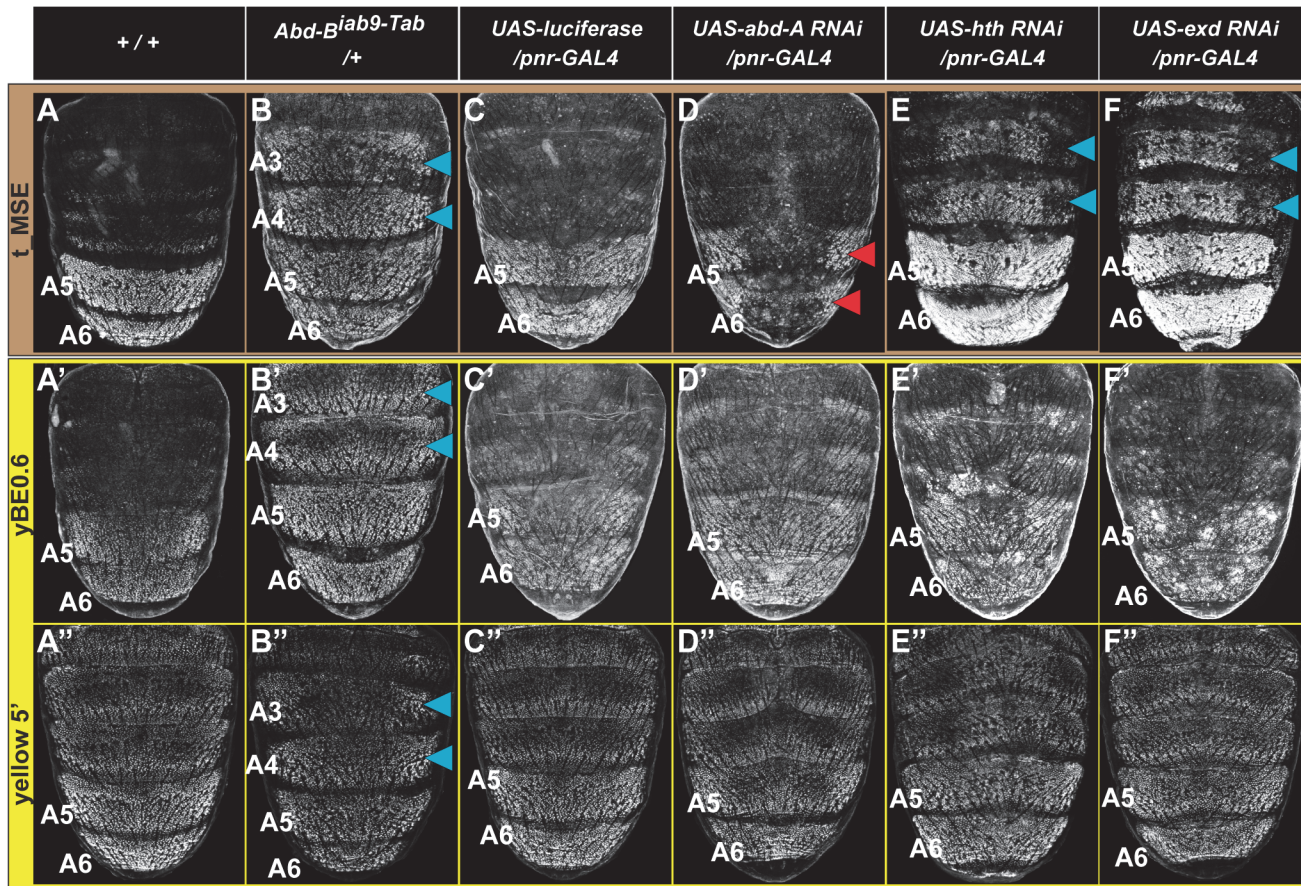 + / +
Abd-B^iab9-Tab
/+
UAS-luciferase
/pnr-GAL4
UAS-abd-A RNAi
/pnr-GAL4
UAS-hth RNAi
/pnr-GAL4
UAS-exd RNAi
/pnr-GAL4
t_MSE
A
A5
A6
B
A3
A4
A5
A6
C
A5
A6
D
A5
A6
E
A5
A6
F
A5
A6
yBE0.6
A'
A5
A6
B'
A3
A4
A5
A6
C'
A5
A6
D'
A5
A6
E'
A5
A6
F'
A5
A6
yellow 5'
A''
A5
A6
B''
A3
A4
A5
A6
C''
A5
A6
D''
A5
A6
E''
A5
A6
F''
A5
A6